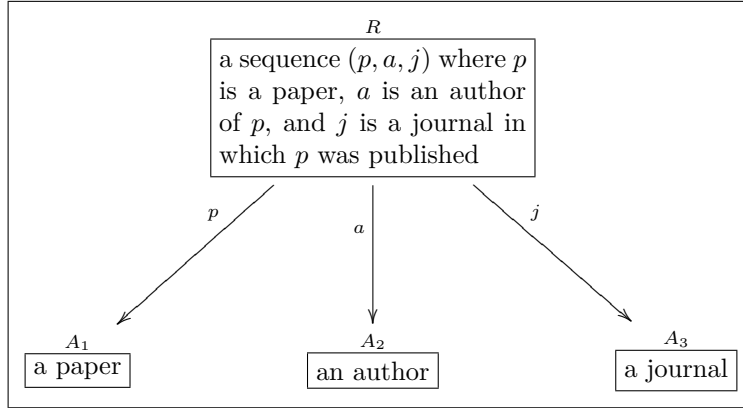 R
a sequence (p, a, j) where p
is a paper, a is an author
of p, and j is a journal in
which p was published
p
a
j
A₁
A₂
A₃
a paper
an author
a journal